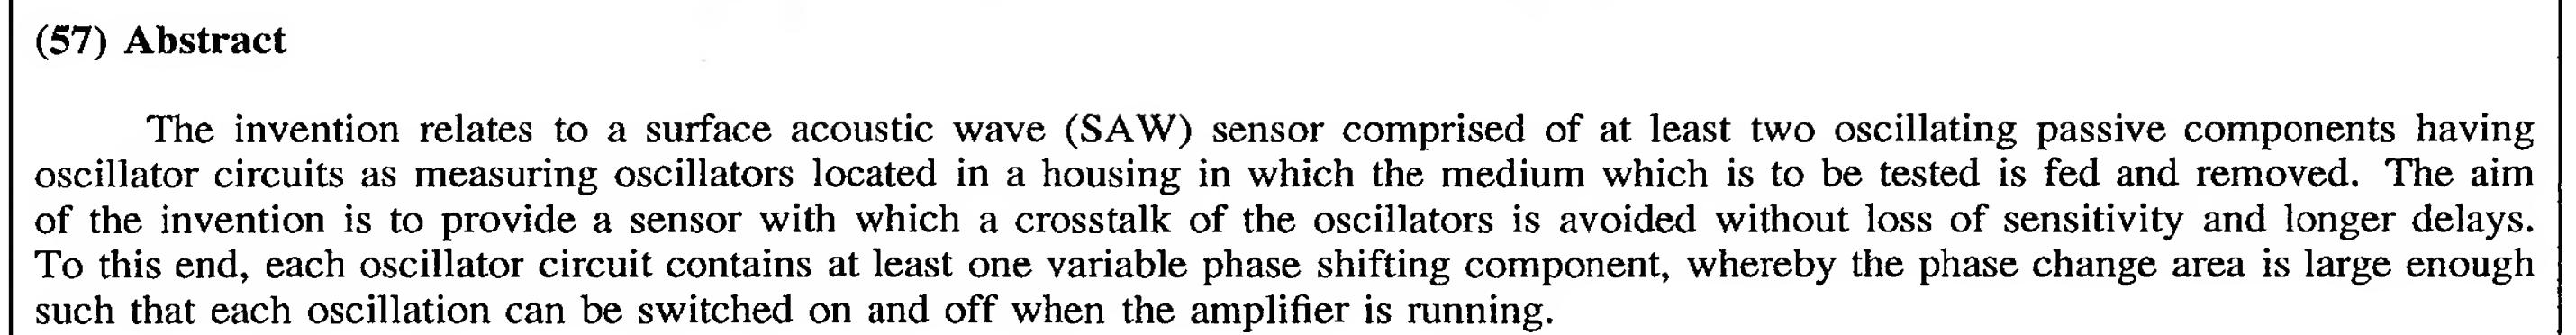 (57) Abstract
The invention relates to a surface acoustic wave (SAW) sensor comprised of at least two oscillating passive components having
oscillator circuits as measuring oscillators located in a housing in which the medium which is to be tested is fed and removed. The aim
of the invention is to provide a sensor with which a crosstalk of the oscillators is avoided without loss of sensitivity and longer delays.
To this end, each oscillator circuit contains at least one variable phase shifting component, whereby the phase change area is large enough
such that each oscillation can be switched on and off when the amplifier is running.